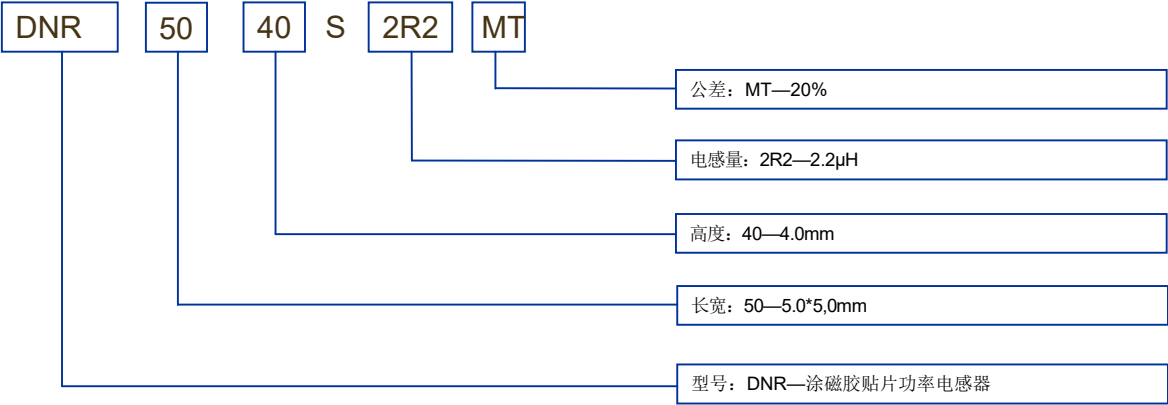 DNR 50 40 S 2R2 MT
公差：MT—20%
电感量：2R2—2.2µH
高度：40—4.0mm
长宽：50—5.0*5,0mm
型号：DNR—涂磁胶贴片功率电感器